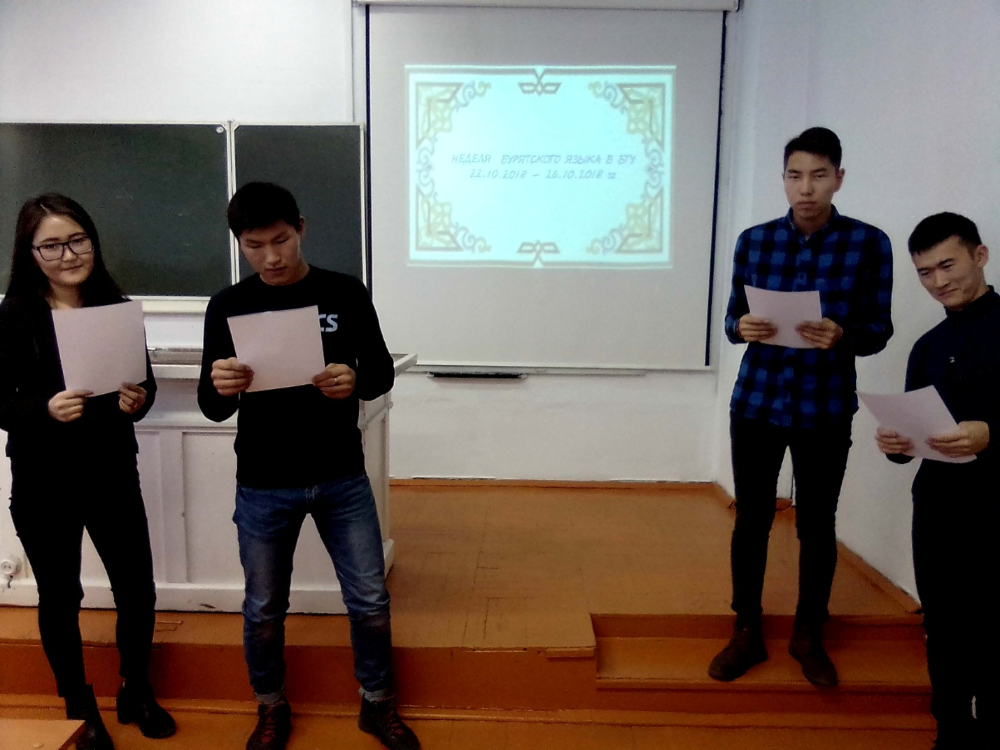 НЕДЕЛЯ БУРЯТСКОГО ЯЗЫКА В БГУ
22.10.2018 – 26.10.2018 г
CS